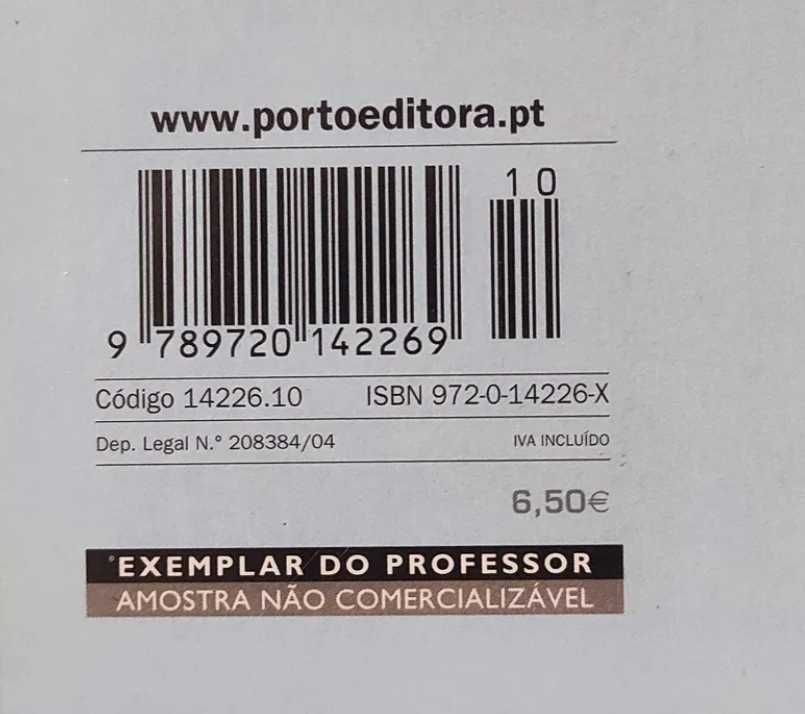 www.portoeditora.pt
10
9 789720 142269
Código 14226.10 ISBN 972-0-14226-X
Dep. Legal N.º 208384/04 IVA INCLUÍDO
6,50€
EXEMPLAR DO PROFESSOR
AMOSTRA NÃO COMERCIALIZÁVEL